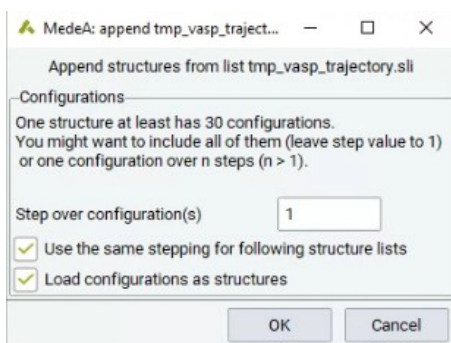 MedeA: append tmp_vasp_traject...
Append structures from list tmp_vasp_trajectory.sli
Configurations
One structure at least has 30 configurations.
You might want to include all of them (leave step value to 1)
or one configuration over n steps (n > 1).
Step over configuration(s) 1
Use the same stepping for following structure lists
Load configurations as structures
OK Cancel